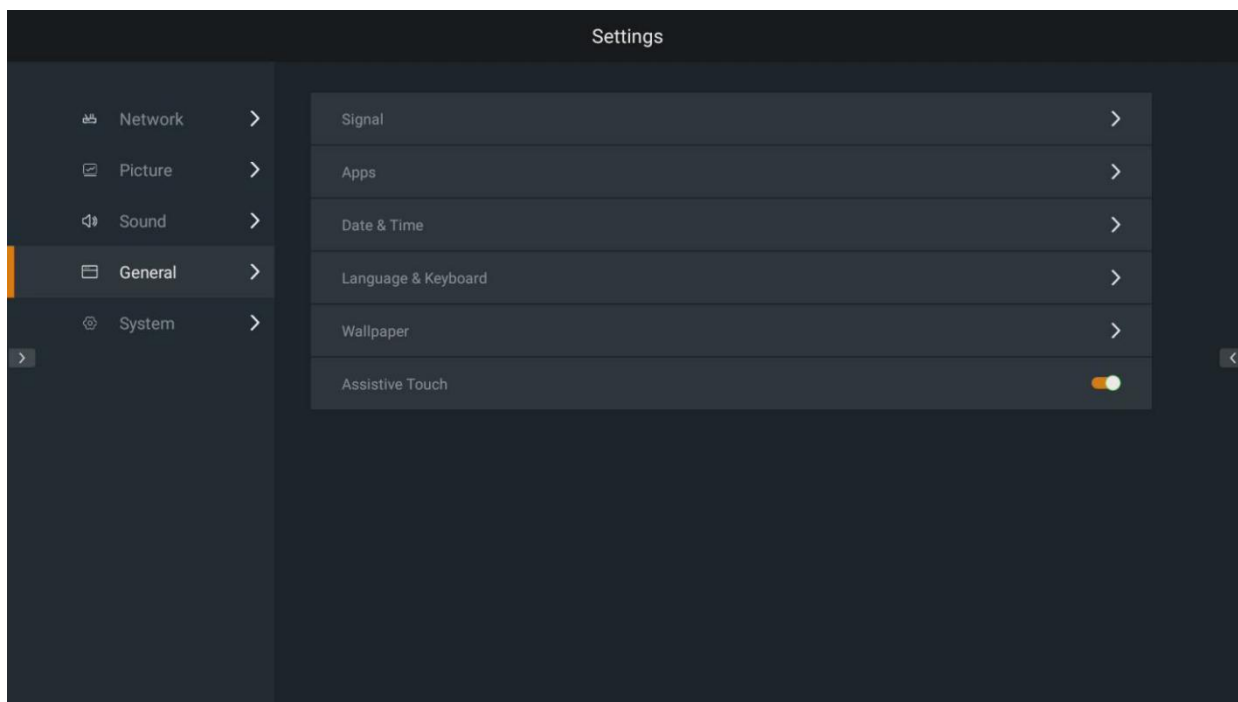 Settings
Network
Picture
Sound
General
System
Signal
Apps
Date & Time
Language & Keyboard
Wallpaper
Assistive Touch